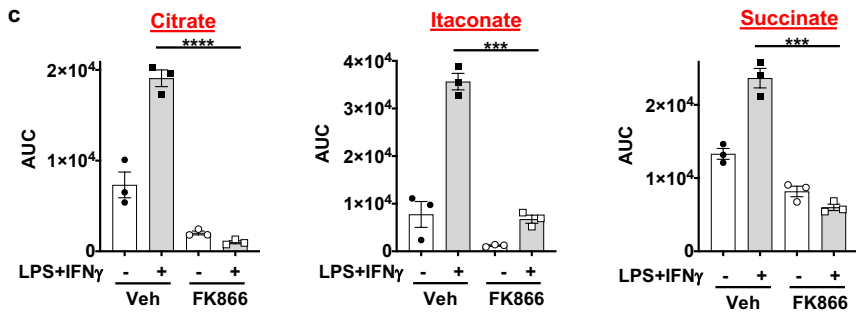 c
Citrate
****
2×10⁴
1×10⁴
0
AUC
LPS+IFNγ - + - +
Veh FK866
Itaconate
***
4×10⁴
3×10⁴
2×10⁴
1×10⁴
0
AUC
LPS+IFNγ - + - +
Veh FK866
Succinate
***
2×10⁴
1×10⁴
0
AUC
LPS+IFNγ - + - +
Veh FK866